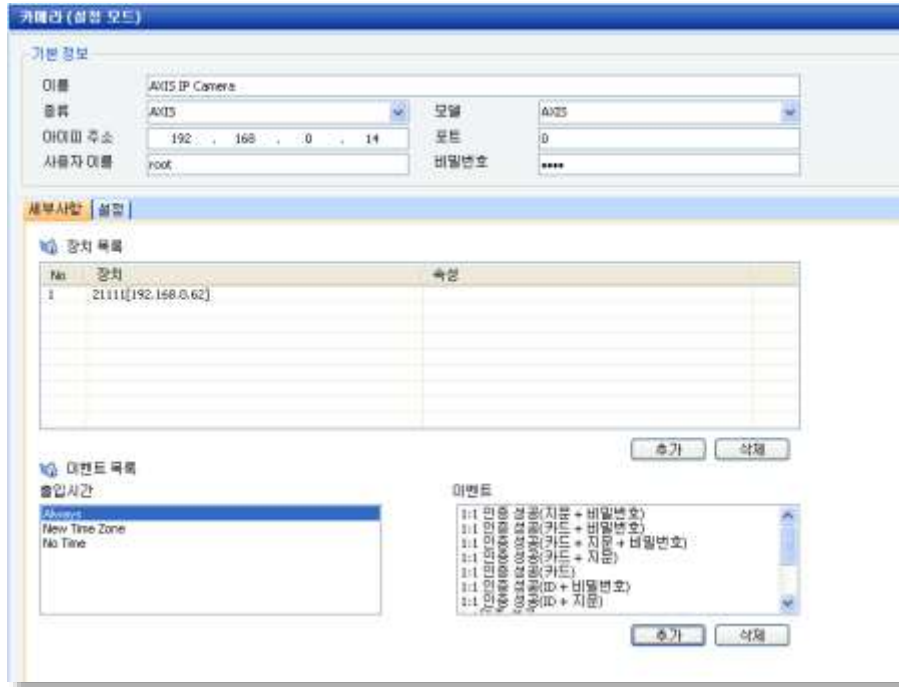 카메라 (설정 모드)
기본 정보
이름 AXIS IP Camera
종류 AXIS 모델 AXIS
아이피 주소 192 . 168 . 0 . 14 포트 0
사용자 이름 root 비밀번호 ••••
세부사항 설정
장치 목록
No. 장치 속성
1 21111[192.168.0.62]
추가 삭제
이벤트 목록
출입시간 이벤트
Always
New Time Zone
No Time
1:1 인증 성공(지문 + 비밀번호)
1:1 인증 성공(카드 + 비밀번호)
1:1 인증 성공(카드 + 지문 + 비밀번호)
1:1 인증 성공(카드 + 지문)
1:1 인증 성공(카드)
1:1 인증 성공(ID + 비밀번호)
1:1 인증 성공(ID + 지문)
추가 삭제